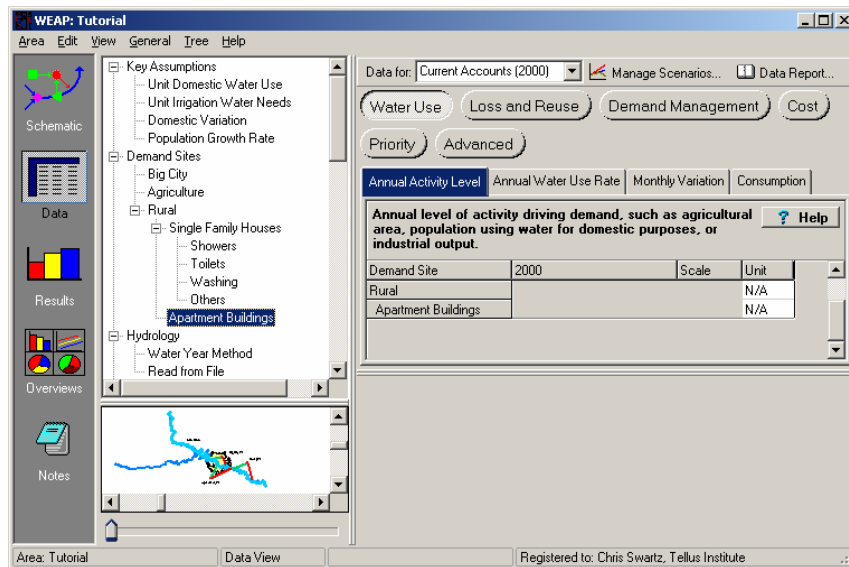 WEAP: Tutorial
Area Edit View General Tree Help
Schematic
Data
Results
Overviews
Notes
Key Assumptions
Unit Domestic Water Use
Unit Irrigation Water Needs
Domestic Variation
Population Growth Rate
Demand Sites
Big City
Agriculture
Rural
Single Family Houses
Showers
Toilets
Washing
Others
Apartment Buildings
Hydrology
Water Year Method
Read from File
Data for: Current Accounts (2000) Manage Scenarios... Data Report...
Water Use Loss and Reuse Demand Management Cost
Priority Advanced
Annual Activity Level Annual Water Use Rate Monthly Variation Consumption
Annual level of activity driving demand, such as agricultural
area, population using water for domestic purposes, or
industrial output.
? Help
Demand Site 2000 Scale Unit
Rural N/A
Apartment Buildings N/A
Area: Tutorial Data View Registered to: Chris Swartz, Tellus Institute